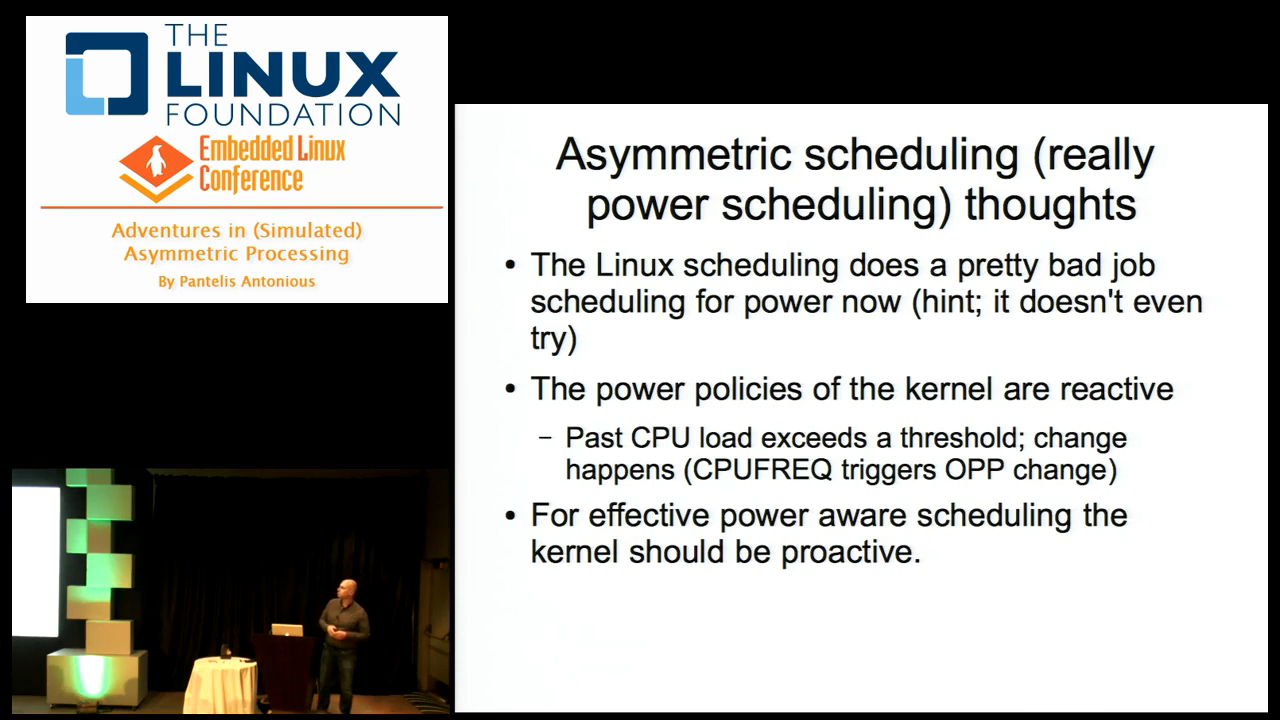 THE
LINUX
FOUNDATION
Embedded Linux
Conference
Adventures in (Simulated)
Asymmetric Processing
By Pantelis Antonious
Asymmetric scheduling (really
power scheduling) thoughts
• The Linux scheduling does a pretty bad job
scheduling for power now (hint; it doesn't even
try)
• The power policies of the kernel are reactive
– Past CPU load exceeds a threshold; change
happens (CPUFREQ triggers OPP change)
• For effective power aware scheduling the
kernel should be proactive.